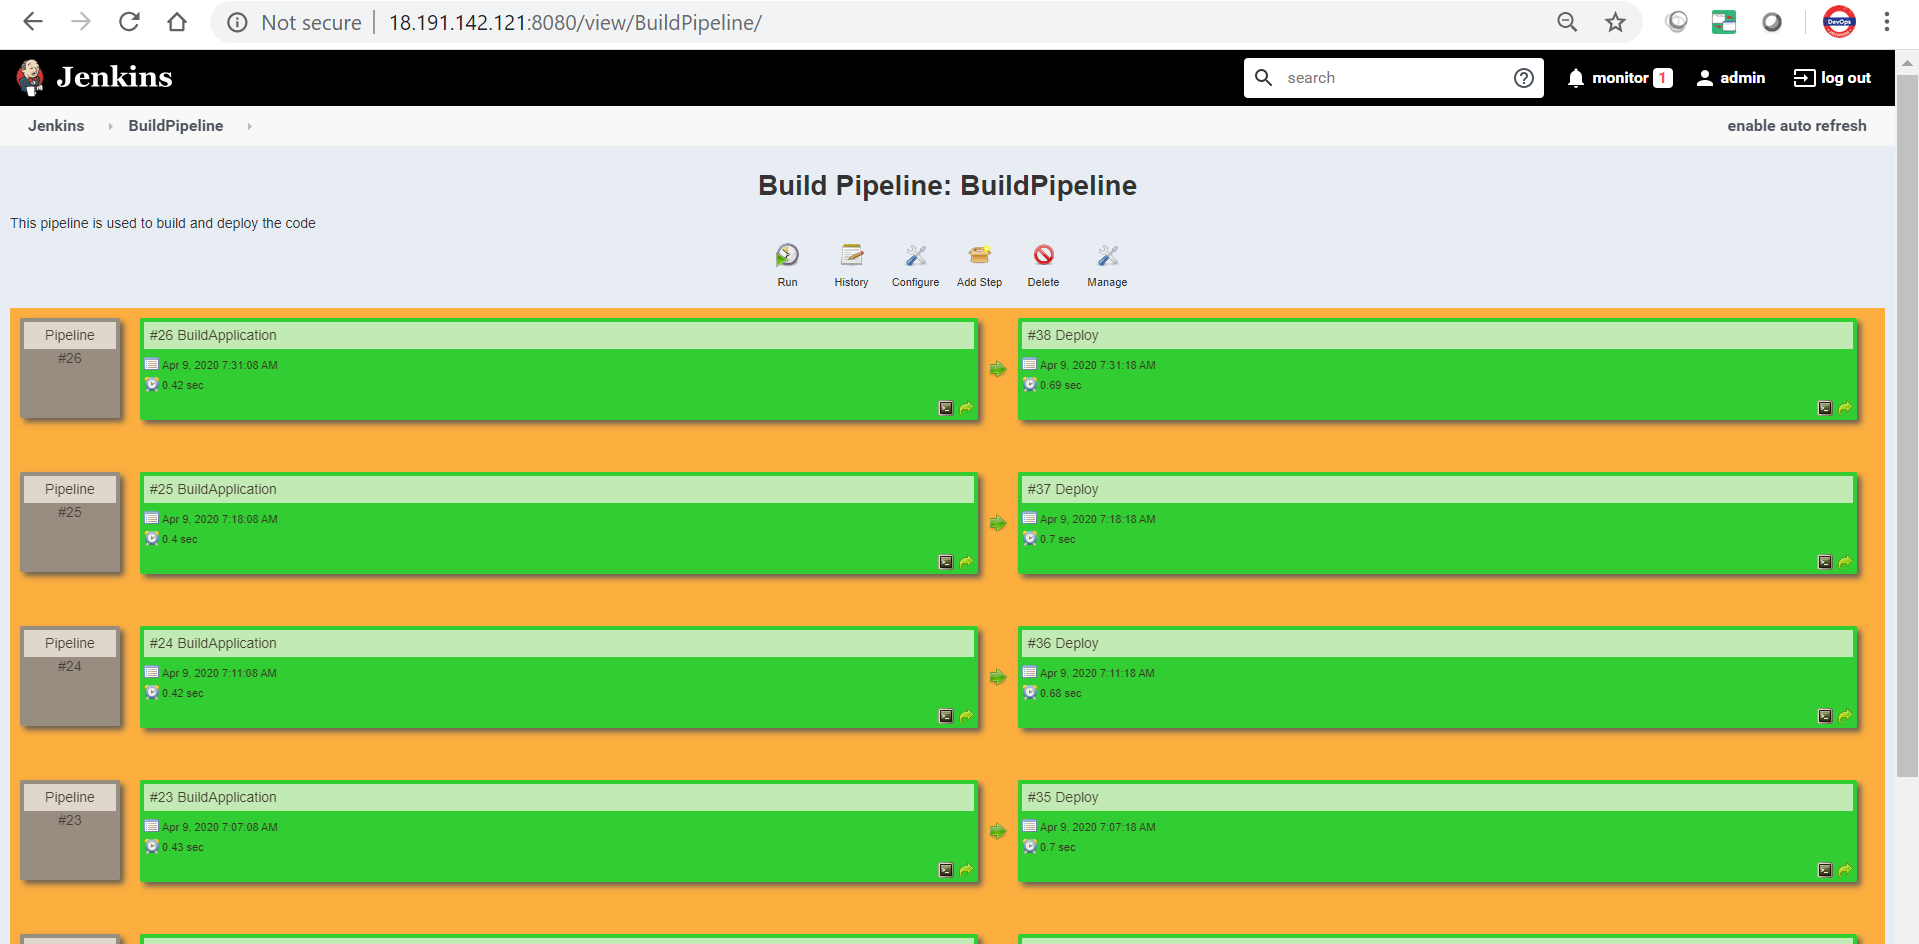 Not secure | 18.191.142.121:8080/view/BuildPipeline/
DevOps
Jenkins
search
monitor 1
admin
log out
Jenkins
BuildPipeline
enable auto refresh
Build Pipeline: BuildPipeline
This pipeline is used to build and deploy the code
Run
History
Configure
Add Step
Delete
Manage
Pipeline
#26
#26 BuildApplication
Apr 9, 2020 7:31:08 AM
0.42 sec
#38 Deploy
Apr 9, 2020 7:31:18 AM
0.69 sec
Pipeline
#25
#25 BuildApplication
Apr 9, 2020 7:18:08 AM
0.4 sec
#37 Deploy
Apr 9, 2020 7:18:18 AM
0.7 sec
Pipeline
#24
#24 BuildApplication
Apr 9, 2020 7:11:08 AM
0.42 sec
#36 Deploy
Apr 9, 2020 7:11:18 AM
0.68 sec
Pipeline
#23
#23 BuildApplication
Apr 9, 2020 7:07:08 AM
0.43 sec
#35 Deploy
Apr 9, 2020 7:07:18 AM
0.7 sec